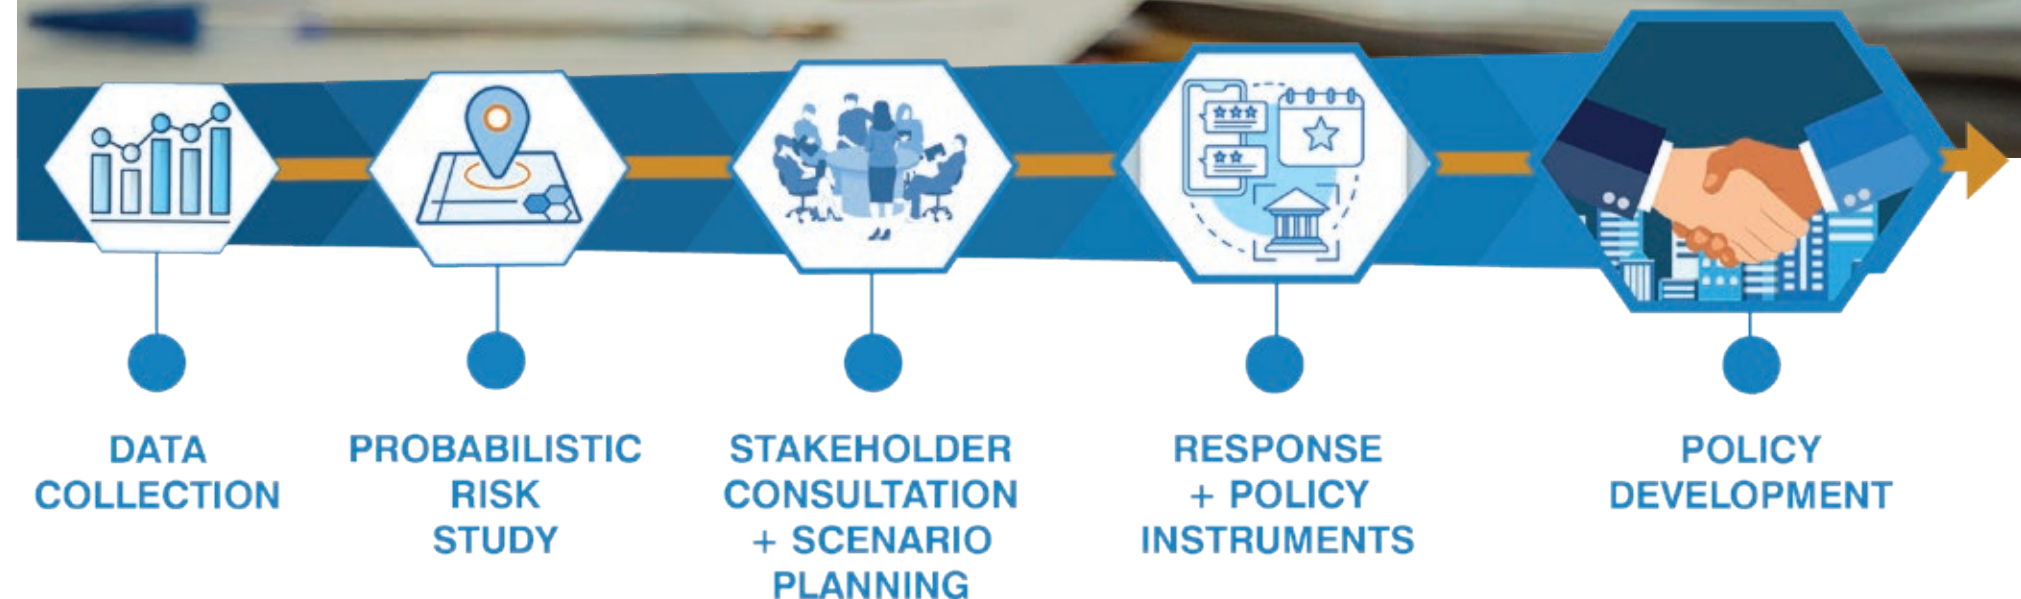 DATA
COLLECTION
PROBABILISTIC
RISK
STUDY
STAKEHOLDER
CONSULTATION
+ SCENARIO
PLANNING
RESPONSE
+ POLICY
INSTRUMENTS
POLICY
DEVELOPMENT